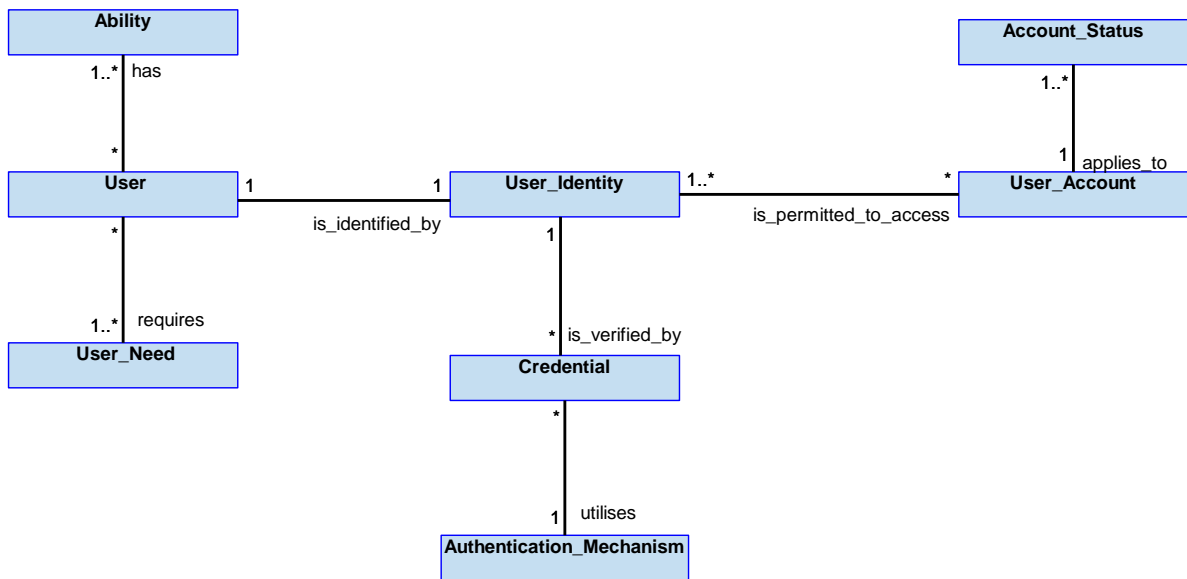 Ability
Account_Status
1..*
has
1..*
*
1
applies_to
User
1
1
User_Identity
1..*
*
User_Account
*
is_identified_by
1
is_permitted_to_access
1..*
requires
*
is_verified_by
User_Need
Credential
*
1
utilises
Authentication_Mechanism